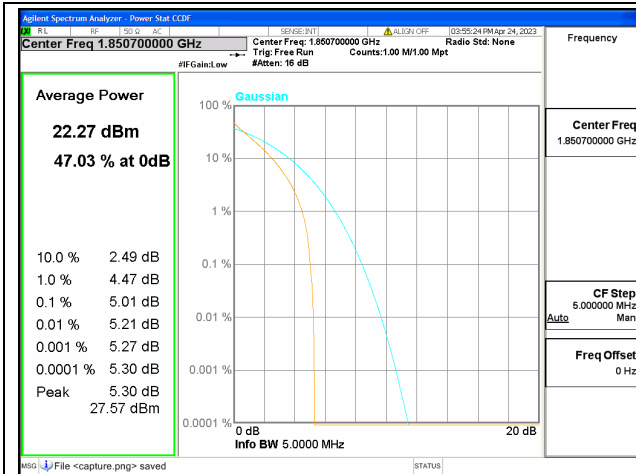 Agilent Spectrum Analyzer - Power Stat CCDF
RL RF 50 Ω AC SENSE:INT ALIGN OFF 03:55:24 PM Apr 24, 2023
Center Freq 1.850700000 GHz
Center Freq: 1.850700000 GHz Radio Std: None
Trig: Free Run Counts:1.00 M/1.00 Mpt
#IFGain:Low #Atten: 16 dB
Frequency
Average Power
22.27 dBm
47.03 % at 0dB
10.0 % 2.49 dB
1.0 % 4.47 dB
0.1 % 5.01 dB
0.01 % 5.21 dB
0.001 % 5.27 dB
0.0001 % 5.30 dB
Peak 5.30 dB
27.57 dBm
Gaussian
100 %
10 %
1 %
0.1 %
0.01 %
0.001 %
0.0001 %
0 dB 20 dB
Info BW 5.0000 MHz
Center Freq
1.850700000 GHz
CF Step
5.000000 MHz
Auto Man
Freq Offset
0 Hz
MSG File <capture.png> saved STATUS